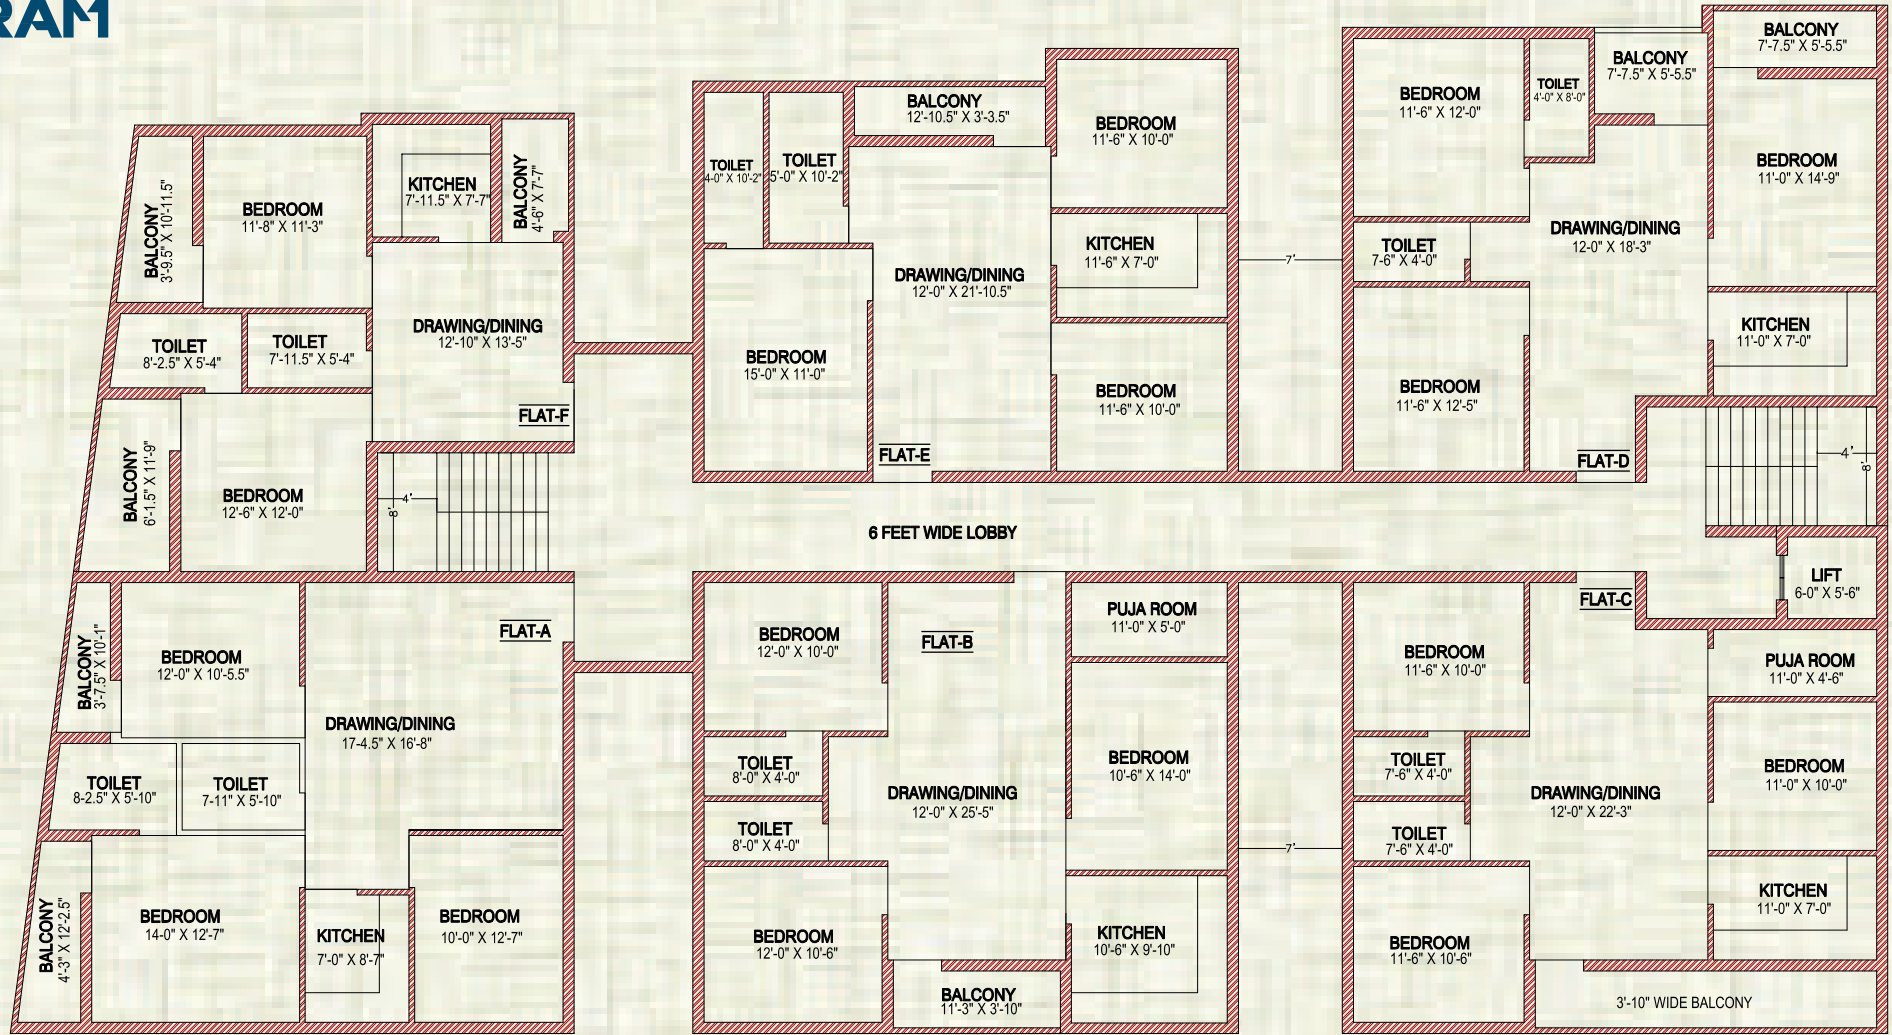 RAM
BALCONY
3'-9.5" X 10'-11.5"
BEDROOM
11'-8" X 11'-3"
KITCHEN
7'-11.5" X 7'-7"
BALCONY
4'-6" X 7'-7"
TOILET
8'-2.5" X 5'-4"
TOILET
7'-11.5" X 5'-4"
DRAWING/DINING
12'-10" X 13'-5"
FLAT-F
BALCONY
6'-1.5" X 11'-9"
BEDROOM
12'-6" X 12'-0"
4'
8'
TOILET
4-0" X 10'-2"
TOILET
5'-0" X 10'-2"
BALCONY
12'-10.5" X 3'-3.5"
BEDROOM
11'-6" X 10'-0"
KITCHEN
11'-6" X 7'-0"
DRAWING/DINING
12'-0" X 21'-10.5"
BEDROOM
15'-0" X 11'-0"
BEDROOM
11'-6" X 10'-0"
FLAT-E
7'
BEDROOM
11'-6" X 12'-0"
TOILET
4'-0" X 8'-0"
BALCONY
7'-7.5" X 5'-5.5"
BALCONY
7'-7.5" X 5'-5.5"
BEDROOM
11'-0" X 14'-9"
DRAWING/DINING
12-0" X 18'-3"
TOILET
7-6" X 4'-0"
KITCHEN
11'-0" X 7'-0"
BEDROOM
11'-6" X 12'-5"
FLAT-D
4'
8'
6 FEET WIDE LOBBY
LIFT
6-0" X 5'-6"
BALCONY
3'-7.5" X 10'-1"
BEDROOM
12'-0" X 10'-5.5"
FLAT-A
DRAWING/DINING
17-4.5" X 16'-8"
TOILET
8-2.5" X 5'-10"
TOILET
7-11" X 5'-10"
BALCONY
4'-3" X 12'-2.5"
BEDROOM
14-0" X 12'-7"
KITCHEN
7'-0" X 8'-7"
BEDROOM
10'-0" X 12'-7"
BEDROOM
12'-0" X 10'-0"
FLAT-B
PUJA ROOM
11'-0" X 5'-0"
TOILET
8'-0" X 4'-0"
BEDROOM
10'-6" X 14'-0"
DRAWING/DINING
12'-0" X 25'-5"
TOILET
8'-0" X 4'-0"
BEDROOM
12'-0" X 10'-6"
KITCHEN
10'-6" X 9'-10"
BALCONY
11'-3" X 3'-10"
7'
FLAT-C
BEDROOM
11'-6" X 10'-0"
PUJA ROOM
11'-0" X 4'-6"
TOILET
7'-6" X 4'-0"
BEDROOM
11'-0" X 10'-0"
DRAWING/DINING
12'-0" X 22'-3"
TOILET
7'-6" X 4'-0"
KITCHEN
11'-0" X 7'-0"
BEDROOM
11'-6" X 10'-6"
3'-10" WIDE BALCONY